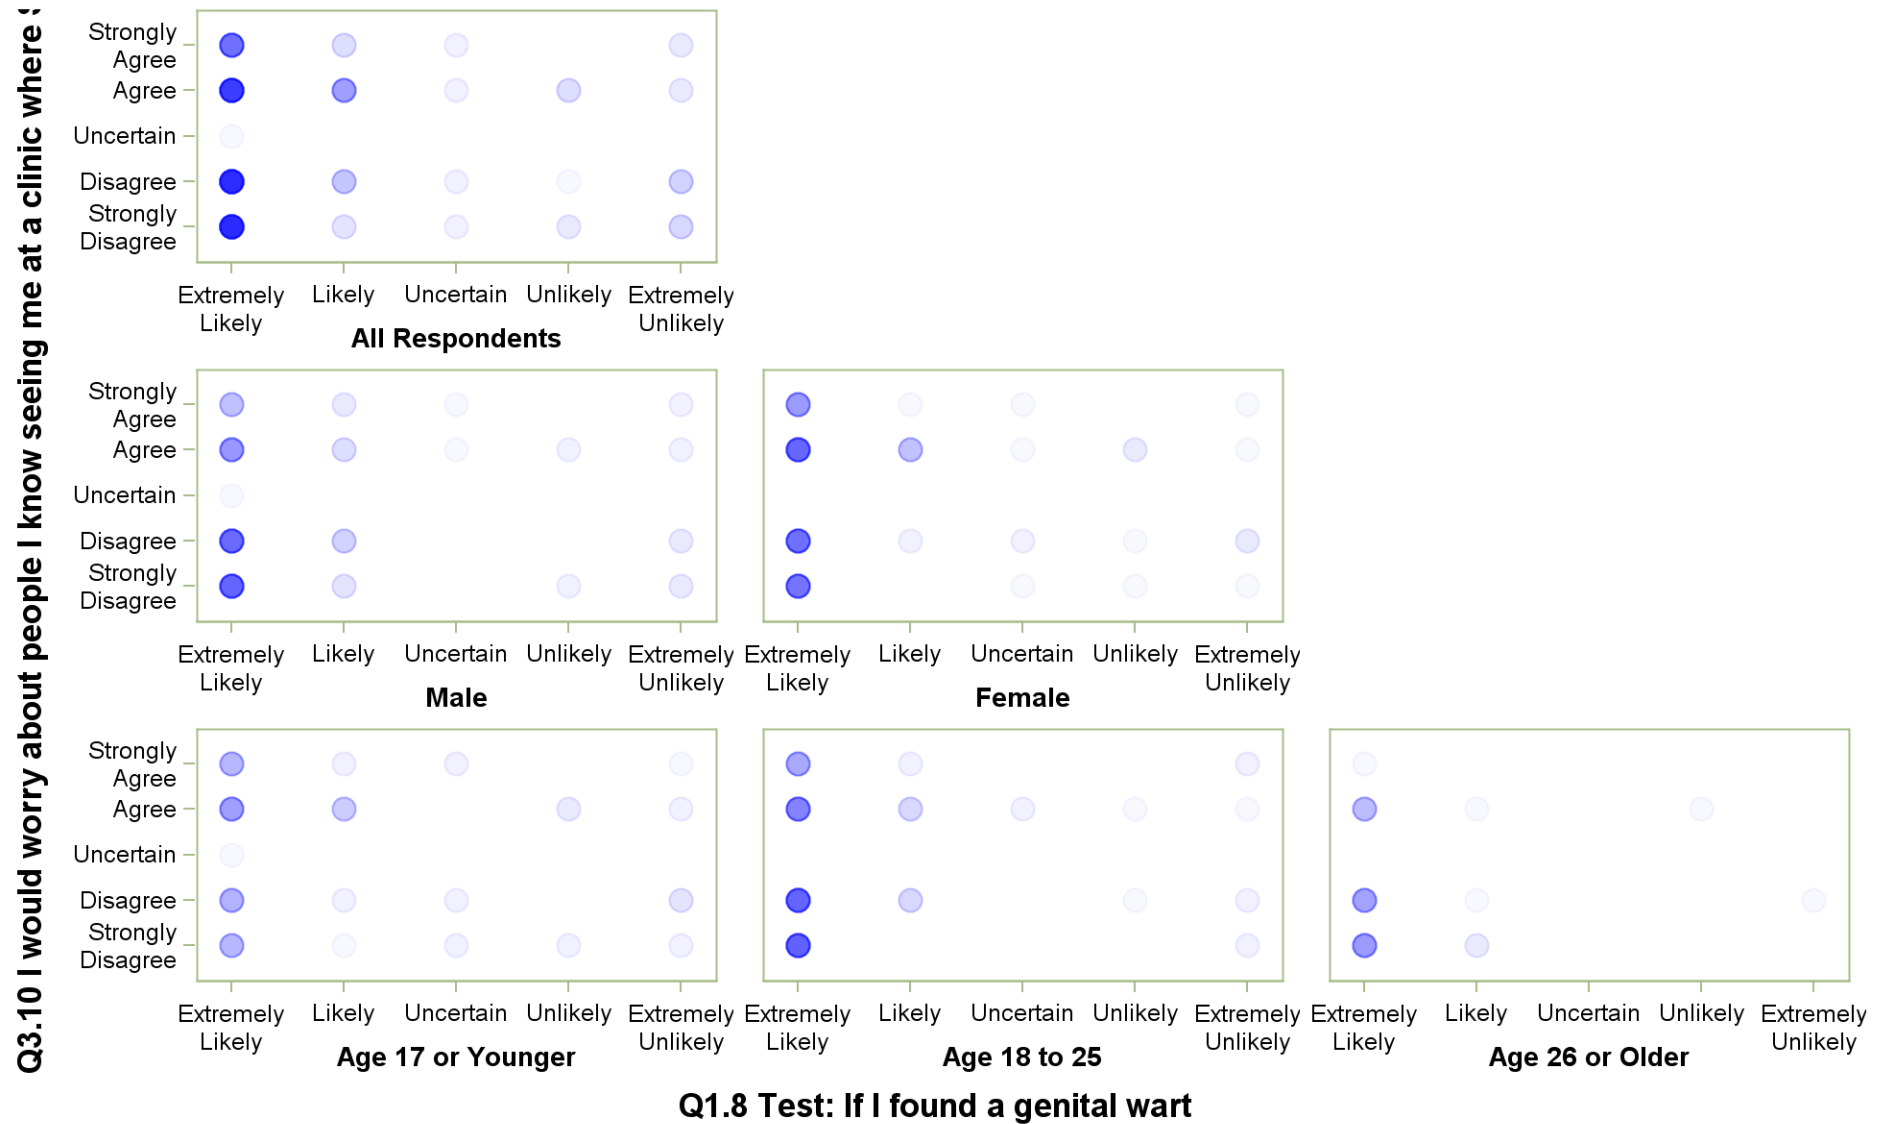 Q3.10 I would worry about people I know seeing me at a clinic where
Strongly
Agree
Agree
Uncertain
Disagree
Strongly
Disagree
Extremely
Likely
Likely
Uncertain
Unlikely
Extremely
Unlikely
All Respondents
Strongly
Agree
Agree
Uncertain
Disagree
Strongly
Disagree
Extremely
Likely
Likely
Uncertain
Unlikely
Extremely
Unlikely
Male
Extremely
Likely
Likely
Uncertain
Unlikely
Extremely
Unlikely
Female
Strongly
Agree
Agree
Uncertain
Disagree
Strongly
Disagree
Extremely
Likely
Likely
Uncertain
Unlikely
Extremely
Unlikely
Age 17 or Younger
Extremely
Likely
Likely
Uncertain
Unlikely
Extremely
Unlikely
Age 18 to 25
Extremely
Likely
Likely
Uncertain
Unlikely
Extremely
Unlikely
Age 26 or Older
Q1.8 Test: If I found a genital wart